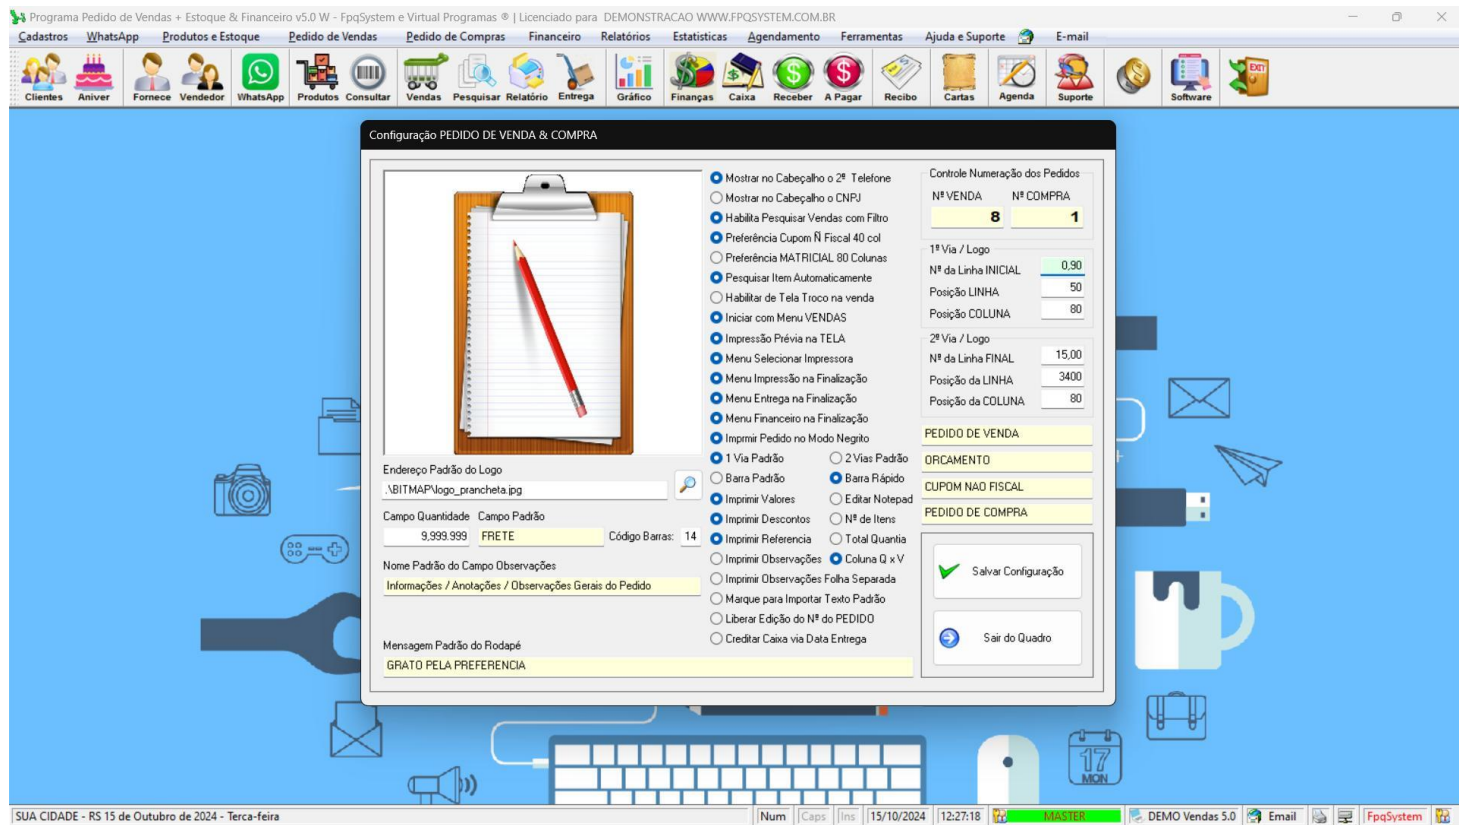 Programa Pedido de Vendas + Estoque & Financeiro v5.0 W - FpqSystem e Virtual Programas ® | Licenciado para DEMONSTRACAO WWW.FPQSYSTEM.COM.BR
Cadastros WhatsApp Produtos e Estoque Pedido de Vendas Pedido de Compras Financeiro Relatórios Estatisticas Agendamento Ferramentas Ajuda e Suporte E-mail
Clientes Aniver Fornece Vendedor WhatsApp Produtos Consultar Vendas Pesquisar Relatório Entrega Gráfico Finanças Caixa Receber A Pagar Recibo Cartas Agenda Suporte Software
EXIT
Configuração PEDIDO DE VENDA & COMPRA
Endereço Padrão do Logo
.\BITMAP\logo_prancheta.jpg
Campo Quantidade Campo Padrão
9,999.999 FRETE Código Barras: 14
Nome Padrão do Campo Observações
Informações / Anotações / Observações Gerais do Pedido
Mensagem Padrão do Rodapé
GRATO PELA PREFERENCIA
Mostrar no Cabeçalho o 2º Telefone
Mostrar no Cabeçalho o CNPJ
Habilita Pesquisar Vendas com Filtro
Preferência Cupom Ñ Fiscal 40 col
Preferência MATRICIAL 80 Colunas
Pesquisar Item Automaticamente
Habilitar de Tela Troco na venda
Iniciar com Menu VENDAS
Impressão Prévia na TELA
Menu Selecionar Impressora
Menu Impressão na Finalização
Menu Entrega na Finalização
Menu Financeiro na Finalização
Imprmir Pedido no Modo Negrito
1 Via Padrão 2 Vias Padrão
Barra Padrão Barra Rápido
Imprimir Valores Editar Notepad
Imprimir Descontos Nº de Itens
Imprimir Referencia Total Quantia
Imprimir Observações Coluna Q x V
Imprimir Observações Folha Separada
Marque para Importar Texto Padrão
Liberar Edição do Nº do PEDIDO
Creditar Caixa via Data Entrega
Controle Numeração dos Pedidos
Nº VENDA Nº COMPRA
8 1
1º Via / Logo
Nº da Linha INICIAL 0,90
Posição LINHA 50
Posição COLUNA 80
2º Via / Logo
Nº da Linha FINAL 15,00
Posição da LINHA 3400
Posição da COLUNA 80
PEDIDO DE VENDA
ORCAMENTO
CUPOM NAO FISCAL
PEDIDO DE COMPRA
Salvar Configuração
Sair do Quadro
17
MON
SUA CIDADE - RS 15 de Outubro de 2024 - Terca-feira Num Caps Ins 15/10/2024 12:27:18 MASTER DEMO Vendas 5.0 Email FpqSystem